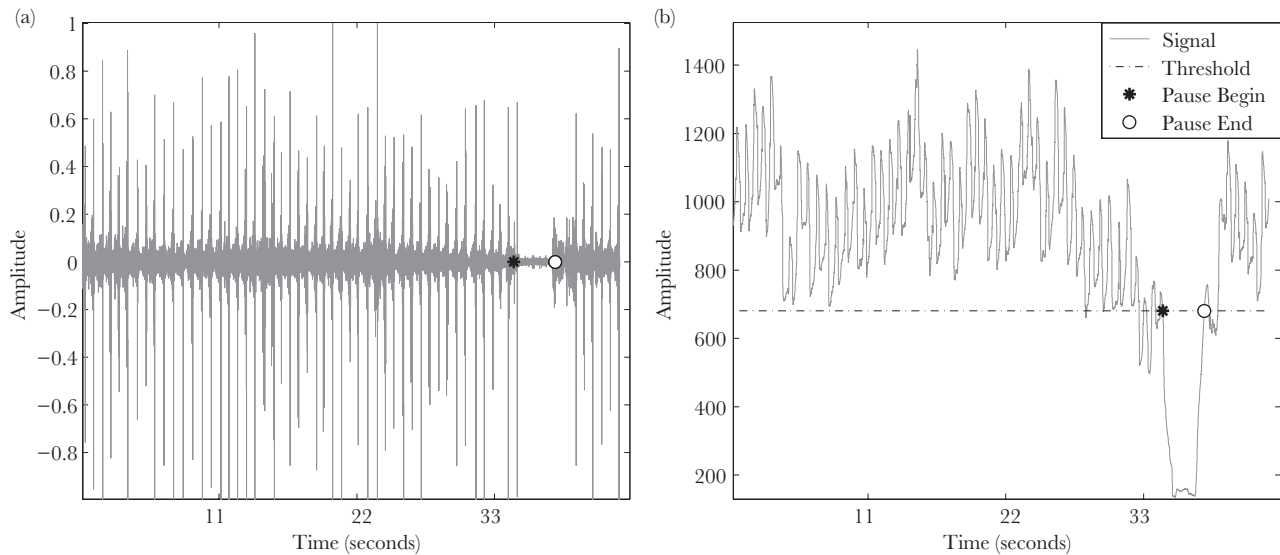 (a)
1
0.8
0.6
0.4
0.2
0
−0.2
−0.4
−0.6
−0.8
Amplitude
11 22 33
Time (seconds)
(b)
1400
1200
1000
800
600
400
200
Amplitude
11 22 33
Time (seconds)
Signal
Threshold
Pause Begin
Pause End